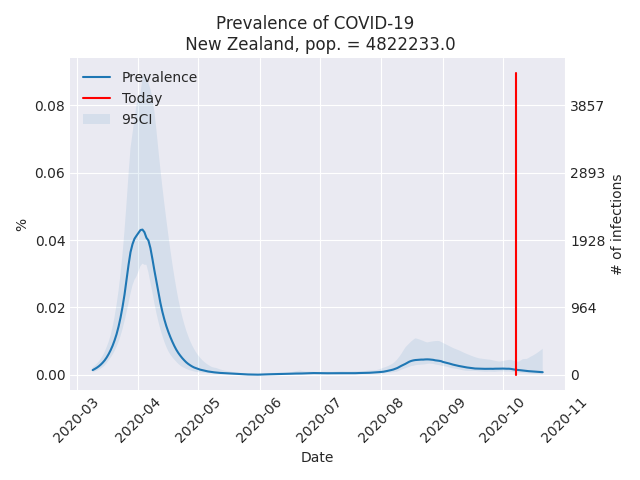 Prevalence of COVID-19
New Zealand, pop. = 4822233.0
Prevalence
Today
95CI
0.08
0.06
0.04
0.02
0.00
%
3857
2893
1928
964
0
# of infections
2020-03
2020-04
2020-05
2020-06
2020-07
2020-08
2020-09
2020-10
2020-11
Date